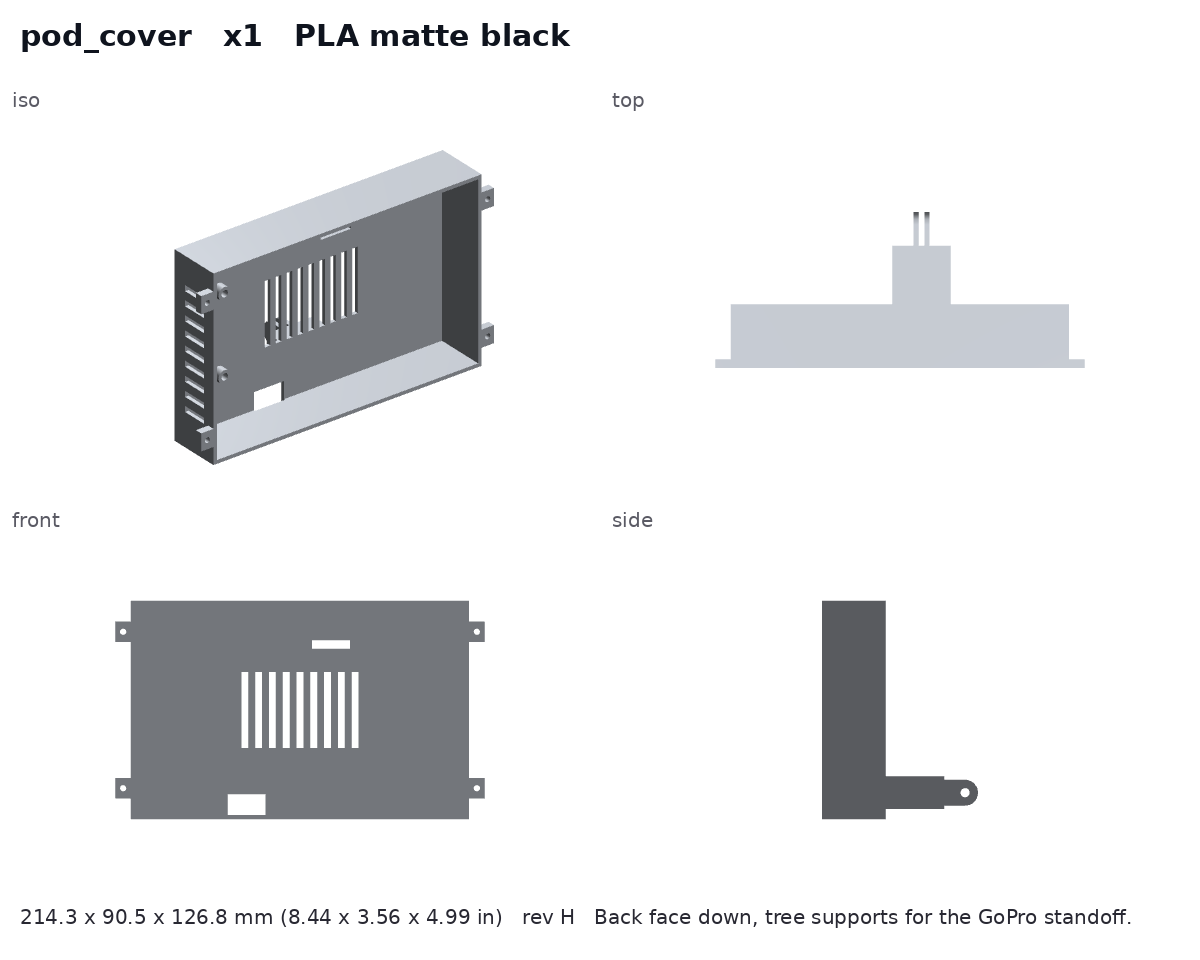 pod_cover x1 PLA matte black
iso
top
front
side
214.3 x 90.5 x 126.8 mm (8.44 x 3.56 x 4.99 in) rev H Back face down, tree supports for the GoPro standoff.